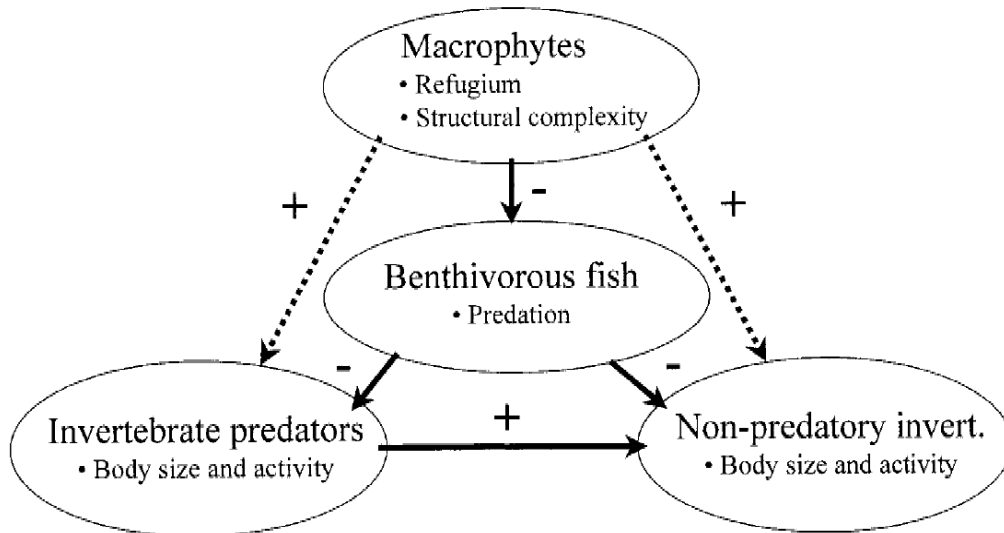 Macrophytes
• Refugium
• Structural complexity
+
-
+
Benthivorous fish
• Predation
-
-
+
Invertebrate predators
• Body size and activity
Non-predatory invert.
• Body size and activity